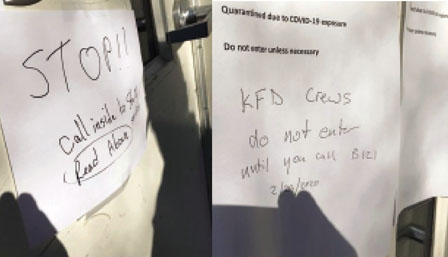 STOP!!
Call inside to
Read Above
Quarantined due to COVID-19 exposure
Do not enter unless necessary
KFD Crews
do not enter
until you call B121